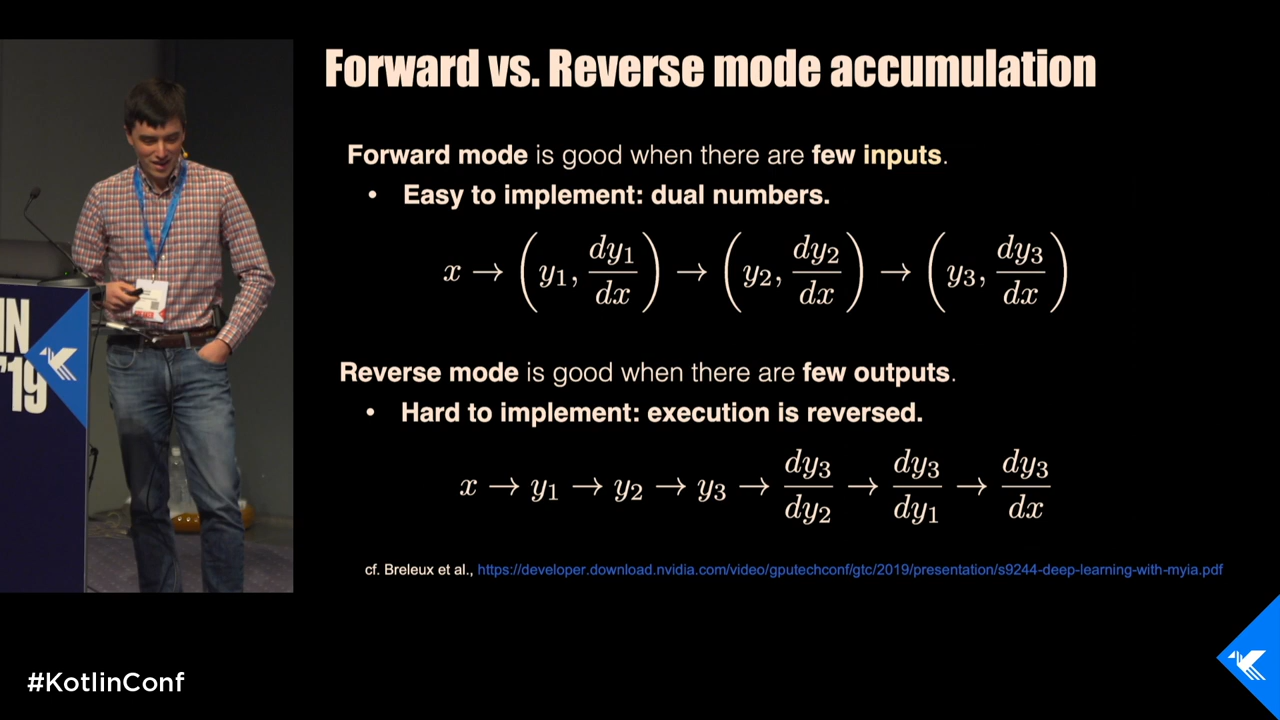 Forward vs. Reverse mode accumulation
Forward mode is good when there are few inputs.
• Easy to implement: dual numbers.
x → (y₁, dy₁/dx) → (y₂, dy₂/dx) → (y₃, dy₃/dx)
Reverse mode is good when there are few outputs.
• Hard to implement: execution is reversed.
x → y₁ → y₂ → y₃ → dy₃/dy₂ → dy₃/dy₁ → dy₃/dx
cf. Breleux et al., https://developer.download.nvidia.com/video/gputechconf/gtc/2019/presentation/s9244-deep-learning-with-myia.pdf
IN
'19
#KotlinConf